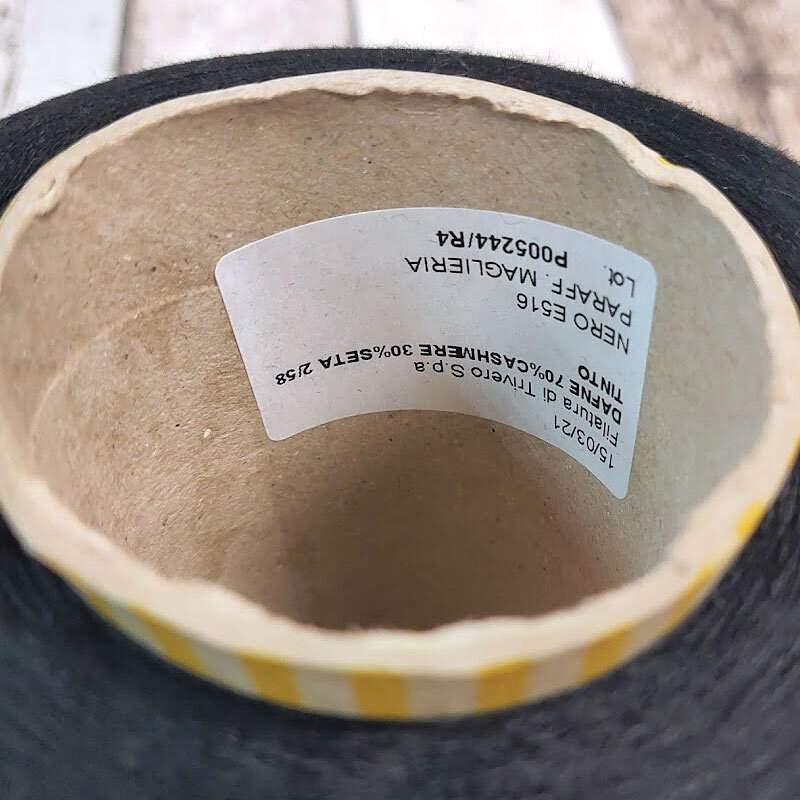 15/03/21
Filatura di Trivero S.p.a
DAFNE 70%CASHMERE 30%SETA 2/58
TINTO
NERO E516
PARAFF. MAGLIERIA
Lot. P005244/R4